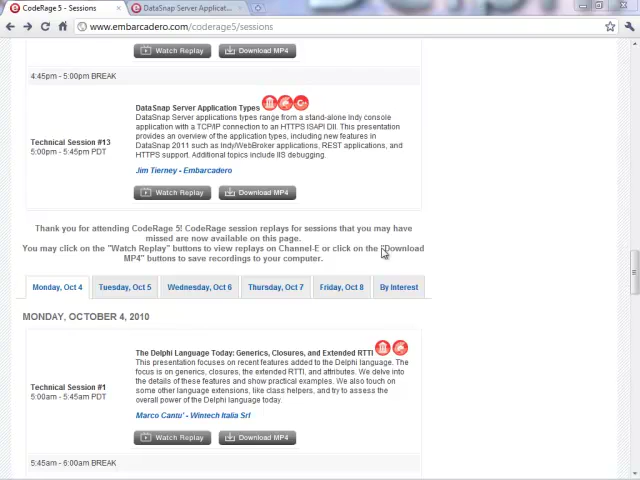 CodeRage 5 - Sessions
DataSnap Server Applicat...
www.embarcadero.com/coderage5/sessions
Watch Replay
Download MP4
4:45pm - 5:00pm BREAK
DataSnap Server Application Types
DataSnap Server applications types range from a stand-alone Indy console
application with a TCP/IP connection to an HTTPS ISAPI Dll. This presentation
provides an overview of the application types, including new features in
DataSnap 2011 such as Indy/WebBroker applications, REST applications, and
HTTPS support. Additional topics include IIS debugging.
Technical Session #13
5:00pm - 5:45pm PDT
Jim Tierney - Embarcadero
Watch Replay
Download MP4
Thank you for attending CodeRage 5! CodeRage session replays for sessions that you may have
missed are now available on this page.
You may click on the "Watch Replay" buttons to view replays on Channel-E or click on the "Download
MP4" buttons to save recordings to your computer.
Monday, Oct 4
Tuesday, Oct 5
Wednesday, Oct 6
Thursday, Oct 7
Friday, Oct 8
By Interest
MONDAY, OCTOBER 4, 2010
The Delphi Language Today: Generics, Closures, and Extended RTTI
This presentation focuses on recent features added to the Delphi language. The
focus is on generics, closures, the extended RTTI, and attributes. We delve into
the details of these features and show practical examples. We also touch on
some other language extensions, like class helpers, and try to assess the
overall power of the Delphi language today.
Technical Session #1
5:00am - 5:45am PDT
Marco Cantu' - Wintech Italia Srl
Watch Replay
Download MP4
5:45am - 6:00am BREAK